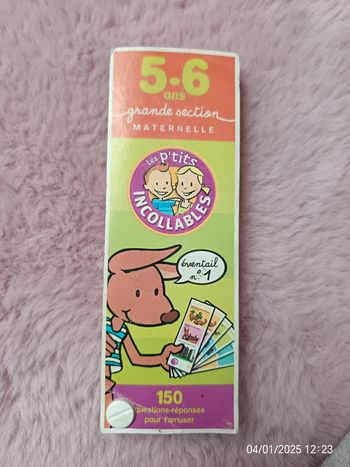 5-6
ans
grande section
MATERNELLE
les p'tits
INCOLLABLES
éventail
n°1
150
questions-réponses
pour t'amuser
04/01/2025 12:23